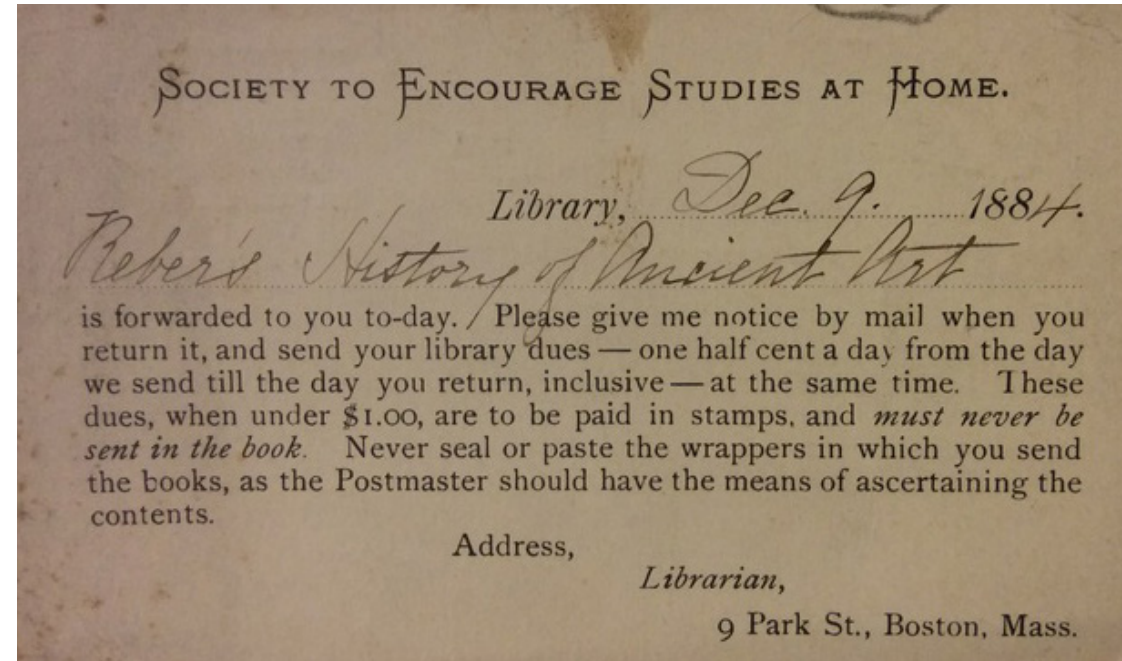 SOCIETY TO ENCOURAGE STUDIES AT HOME.
Library, Dec. 9. 1884.
Reber's History of Ancient Art
is forwarded to you to-day. Please give me notice by mail when you
return it, and send your library dues — one half cent a day from the day
we send till the day you return, inclusive — at the same time. These
dues, when under $1.00, are to be paid in stamps, and must never be
sent in the book. Never seal or paste the wrappers in which you send
the books, as the Postmaster should have the means of ascertaining the
contents.
Address,
Librarian,
9 Park St., Boston, Mass.